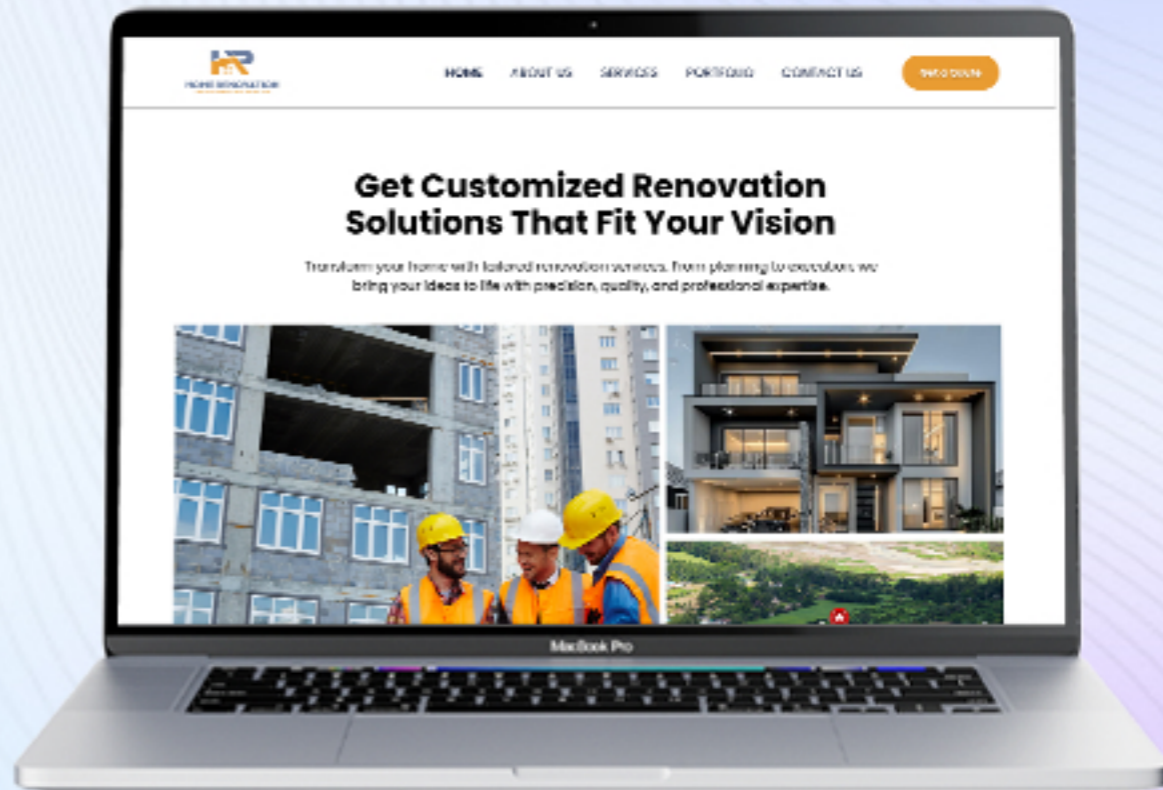 HOME RENOVATION
HOME
ABOUT US
SERVICES
PORTFOLIO
CONTACT US
Get a Quote
Get Customized Renovation
Solutions That Fit Your Vision
Transform your home with tailored renovation services. From planning to execution, we
bring your ideas to life with precision, quality, and professional expertise.
MacBook Pro